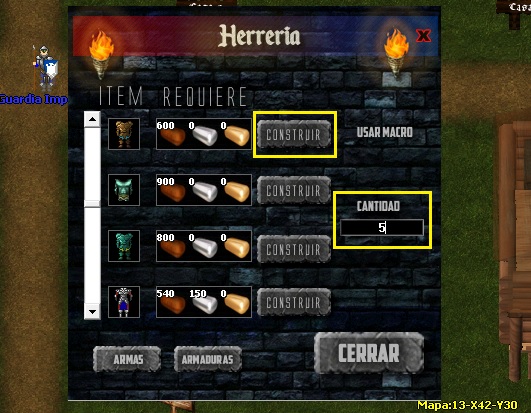 Casa
Herreria
X
Guardia Imp
ITEM REQUIERE
600 0 0 CONSTRUIR USAR MACRO
900 0 0 CONSTRUIR
CANTIDAD
5
800 0 0 CONSTRUIR
540 150 0 CONSTRUIR
ARMAS ARMADURAS CERRAR
Mapa:13-X42-Y30